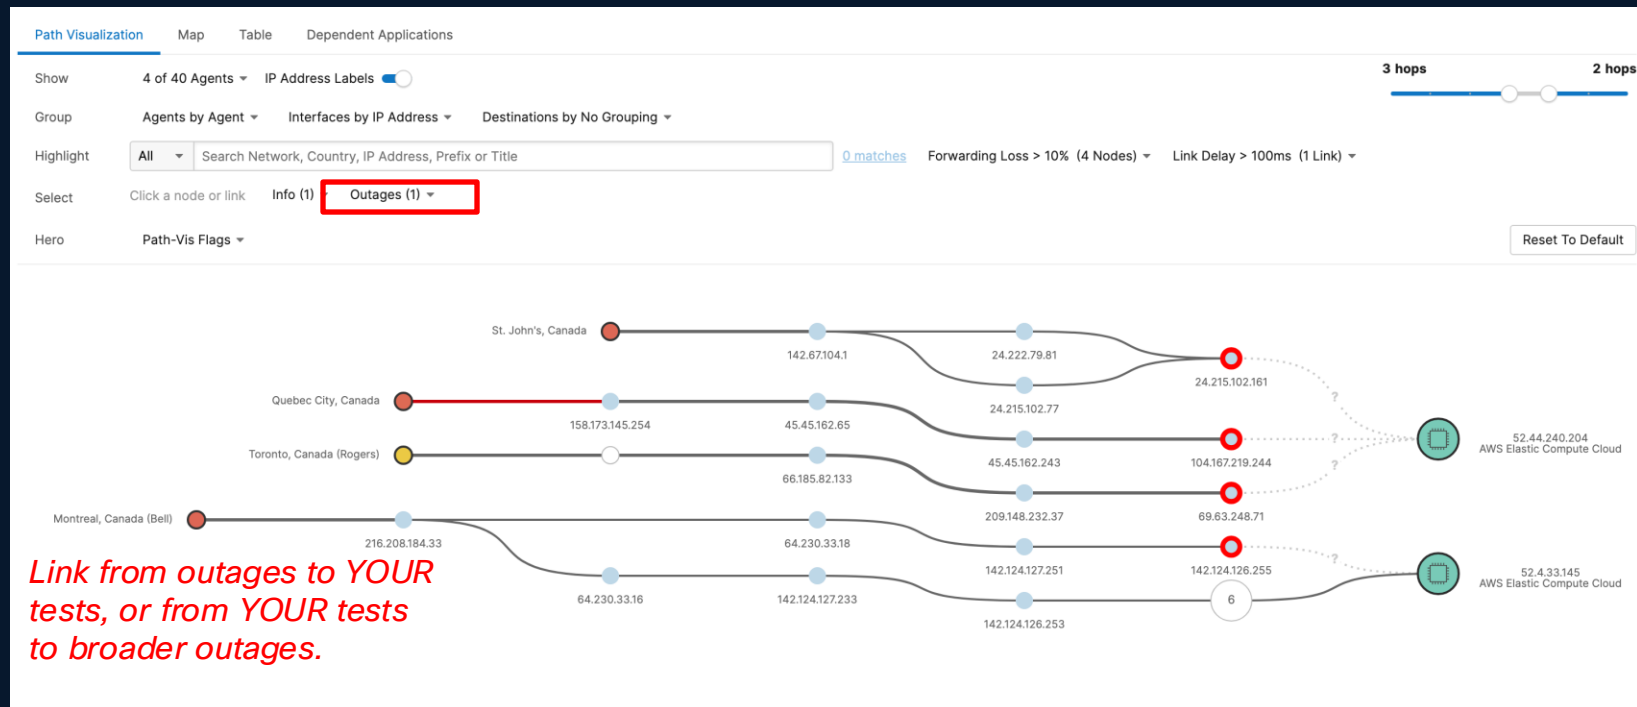 Path Visualization Map Table Dependent Applications
Show 4 of 40 Agents IP Address Labels
3 hops 2 hops
Group Agents by Agent Interfaces by IP Address Destinations by No Grouping
Highlight All Search Network, Country, IP Address, Prefix or Title 0 matches Forwarding Loss > 10% (4 Nodes) Link Delay > 100ms (1 Link)
Select Click a node or link Info (1) Outages (1)
Hero Path-Vis Flags Reset To Default
St. John's, Canada
142.67.104.1
24.222.79.81
24.215.102.161
?
Quebec City, Canada
24.215.102.77
158.173.145.254
45.45.162.65
?
52.44.240.204
AWS Elastic Compute Cloud
Toronto, Canada (Rogers)
45.45.162.243
104.167.219.244
?
66.185.82.133
209.148.232.37
69.63.248.71
Montreal, Canada (Bell)
216.208.184.33
64.230.33.18
?
142.124.127.251
142.124.126.255
52.4.33.145
AWS Elastic Compute Cloud
64.230.33.16
142.124.127.233
6
142.124.126.253
Link from outages to YOUR
tests, or from YOUR tests
to broader outages.